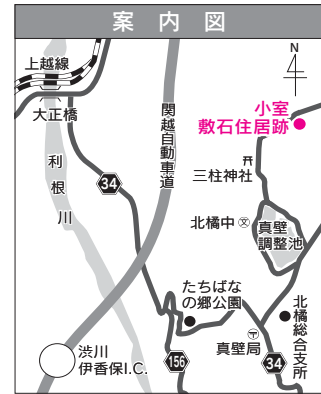 案内図
上越線
大正橋
利根川
34
関越自動車道
N
小室
敷石住居跡
三柱神社
北橘中
文
真壁
調整池
たちばな
の郷公園
真壁局
北橘総合支所
156
34
渋川
伊香保I.C.